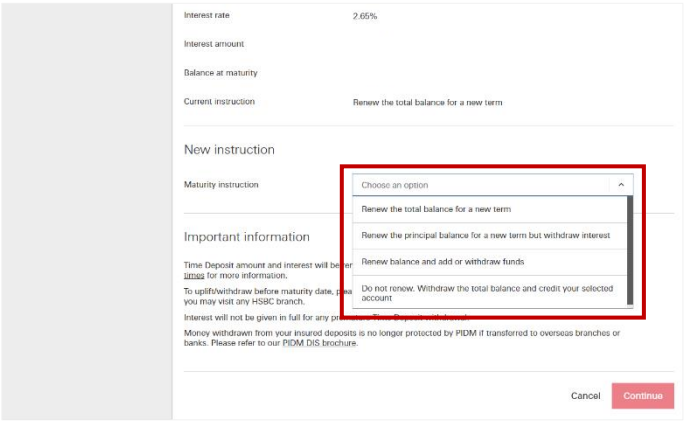 Interest rate 2.65%
Interest amount
Balance at maturity
Current instruction Renew the total balance for a new term
New instruction
Maturity instruction Choose an option
Renew the total balance for a new term
Renew the principal balance for a new term but withdraw interest
Renew balance and add or withdraw funds
Do not renew. Withdraw the total balance and credit your selected
account
Important information
Time Deposit amount and interest will be
times for more information.
To uplift/withdraw before maturity date,
you may visit any HSBC branch.
Interest will not be given in full for any
Money withdrawn from your insured deposits is no longer protected by PIDM if transferred to overseas branches or
banks. Please refer to our PIDM DIS brochure.
Cancel Continue